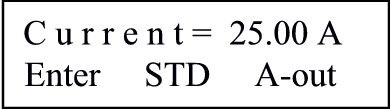 Current= 25.00 A
Enter STD A-out